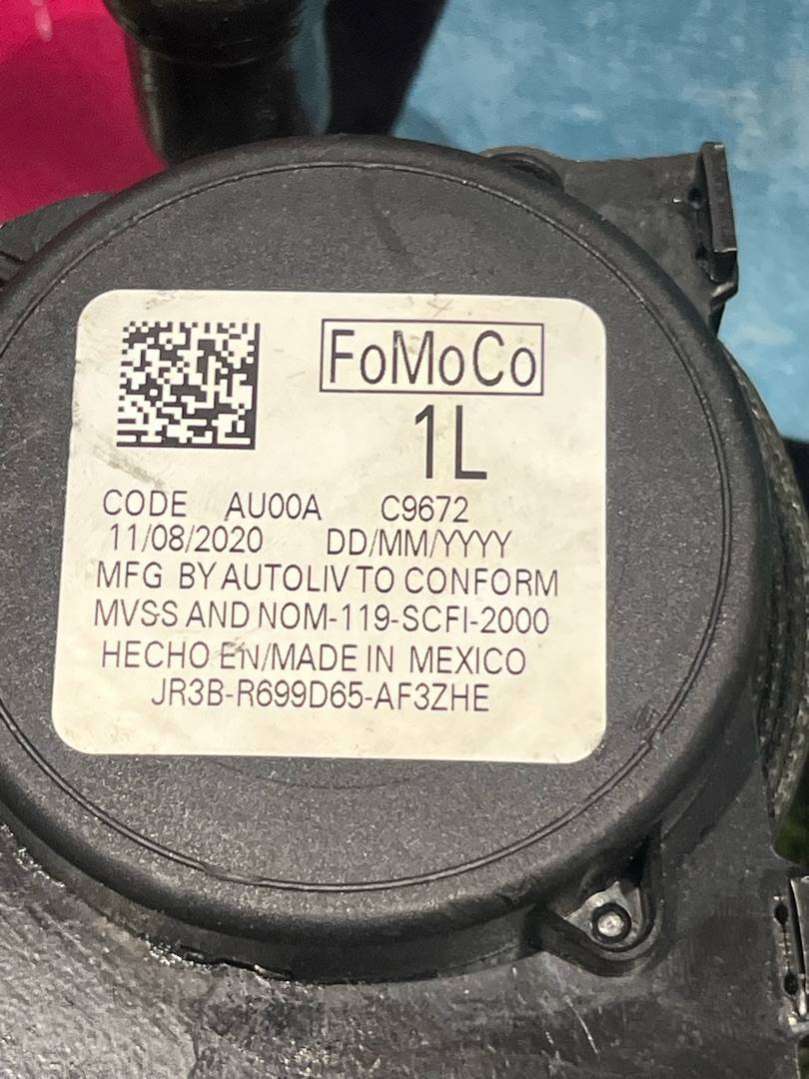 FoMoCo
1L
CODE AU00A C9672
11/08/2020 DD/MM/YYYY
MFG BY AUTOLIV TO CONFORM
MVSS AND NOM-119-SCFI-2000
HECHO EN/MADE IN MEXICO
JR3B-R699D65-AF3ZHE